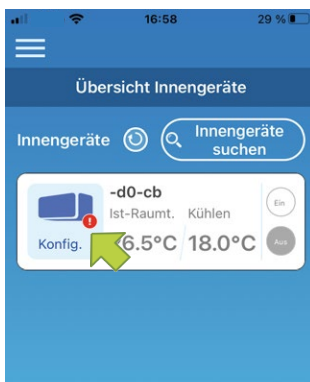 16:58
29 %
Übersicht Innengeräte
Innengeräte
Innengeräte
suchen
-d0-cb
Ist-Raumt. Kühlen
Ein
Konfig.
6.5°C 18.0°C
Aus